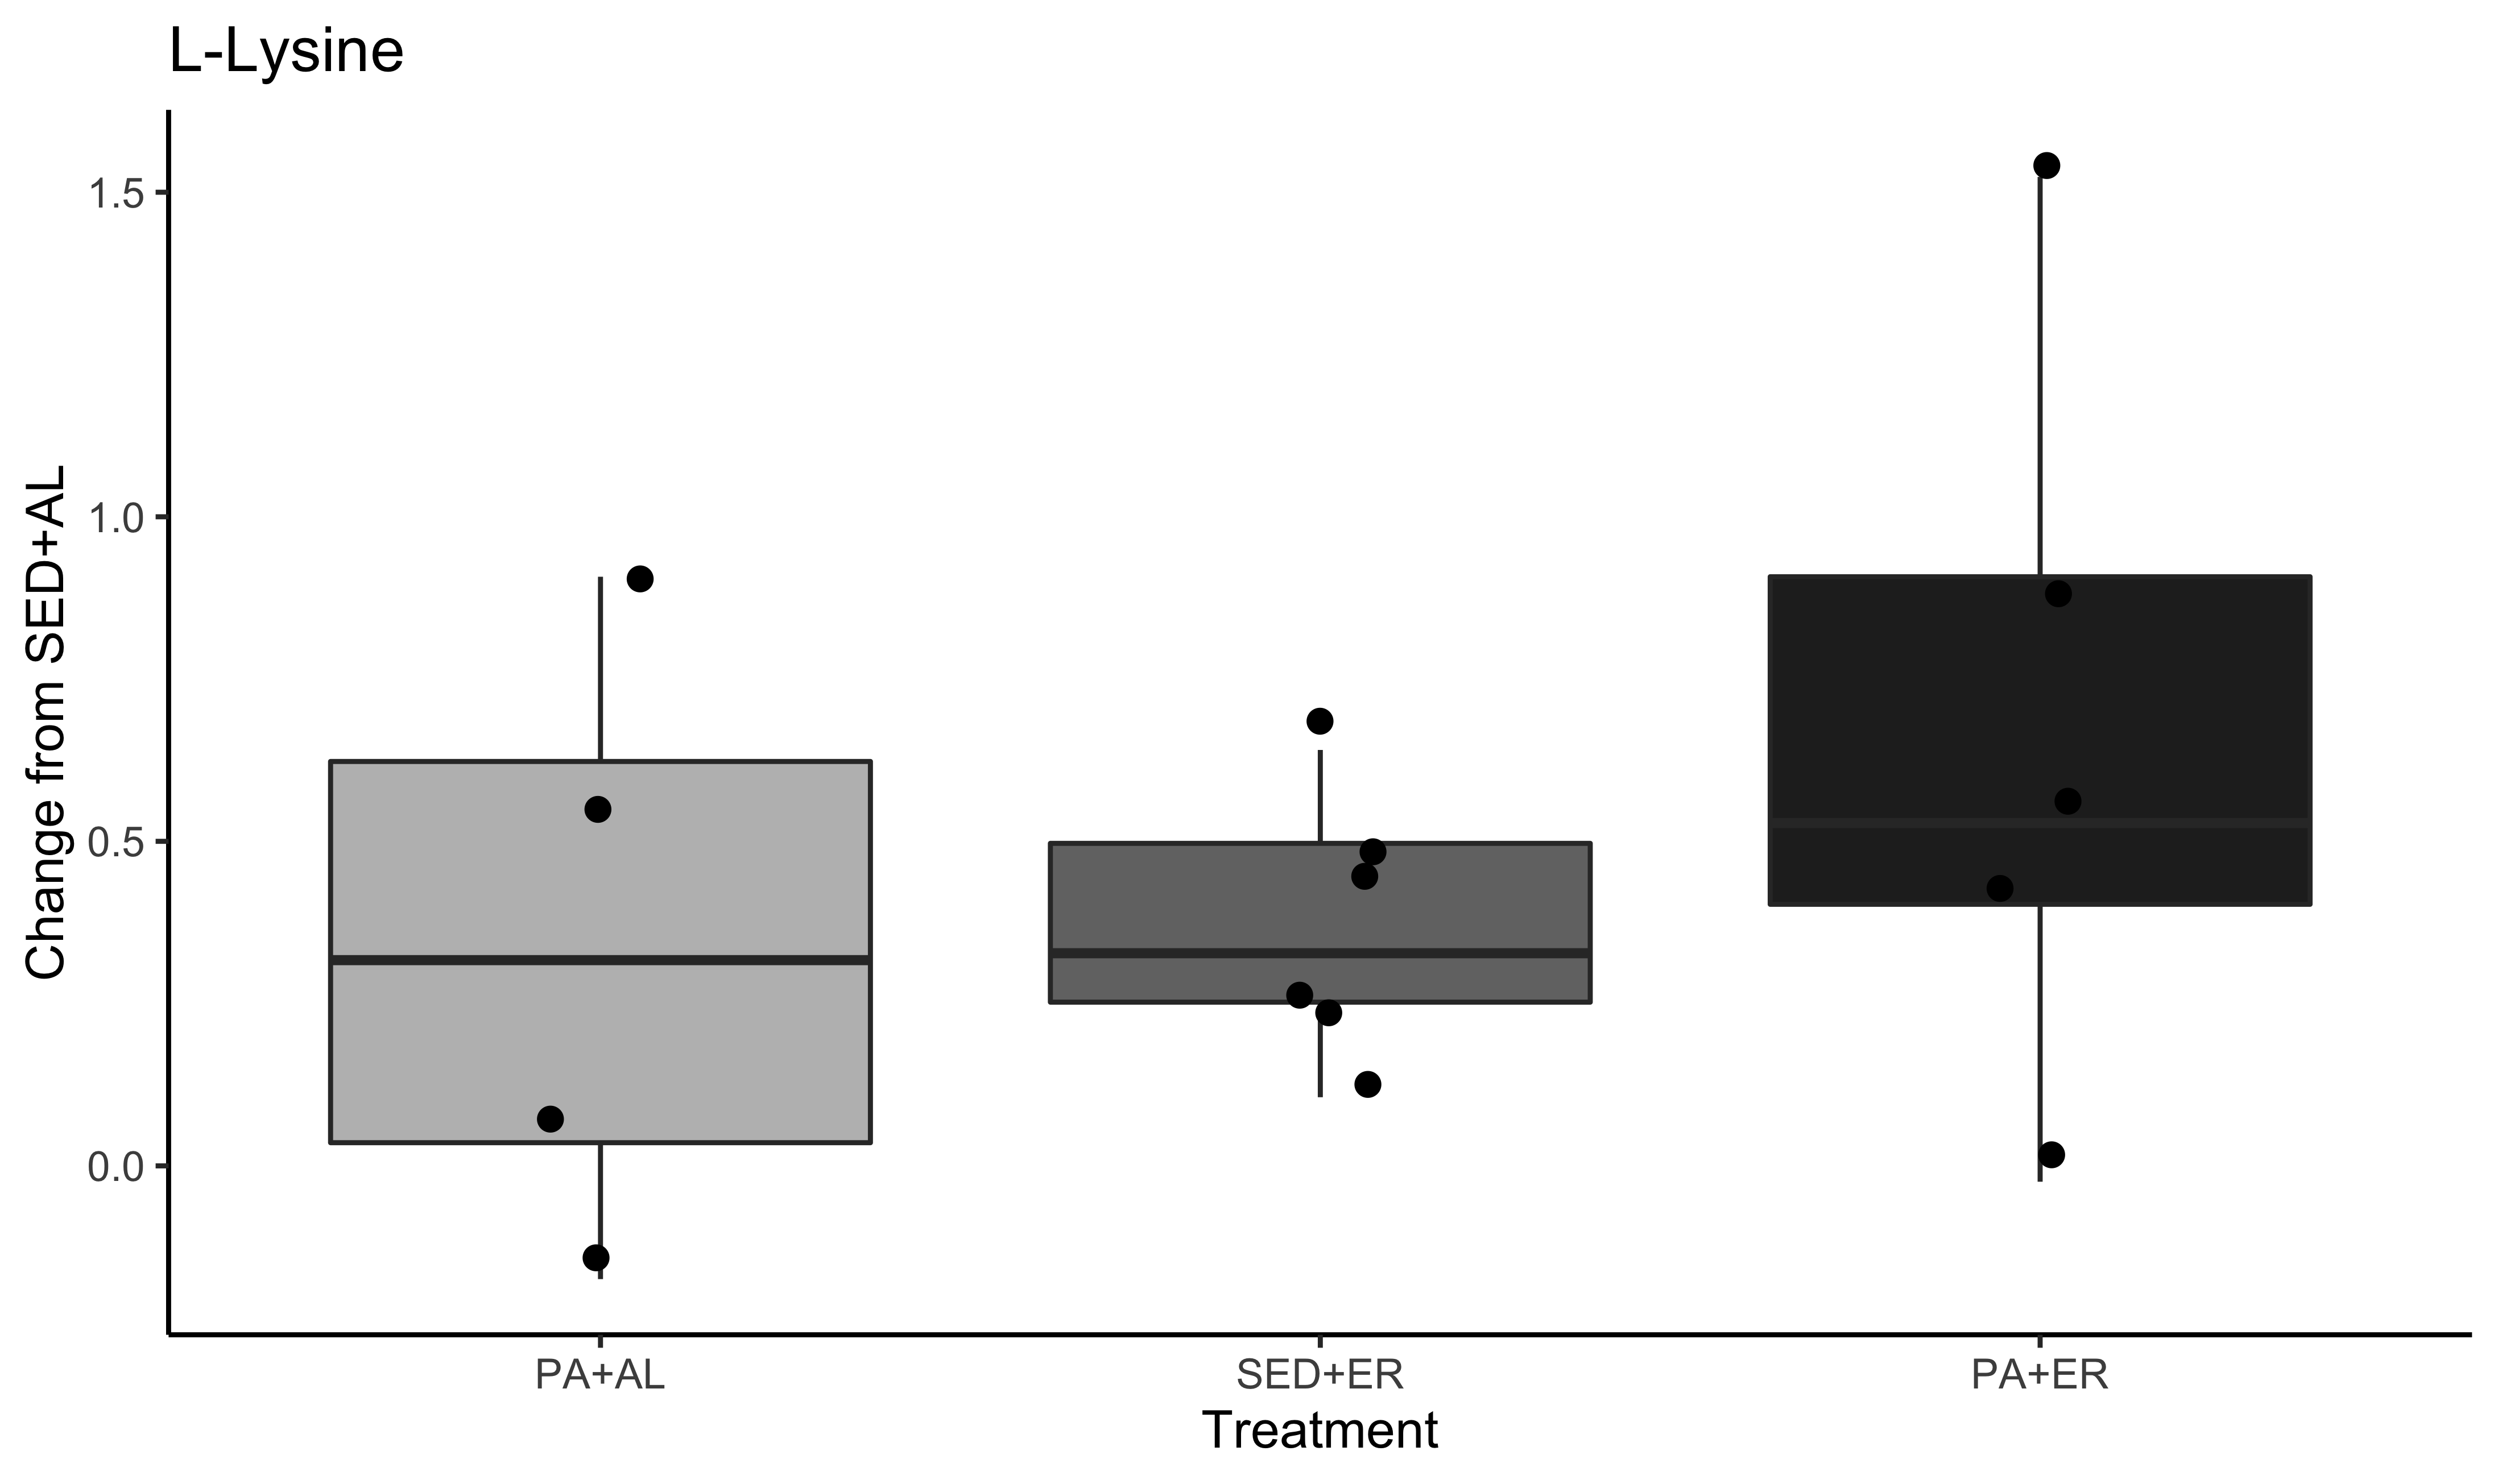 L-Lysine
Change from SED+AL
1.5
1.0
0.5
0.0
PA+AL
SED+ER
PA+ER
Treatment